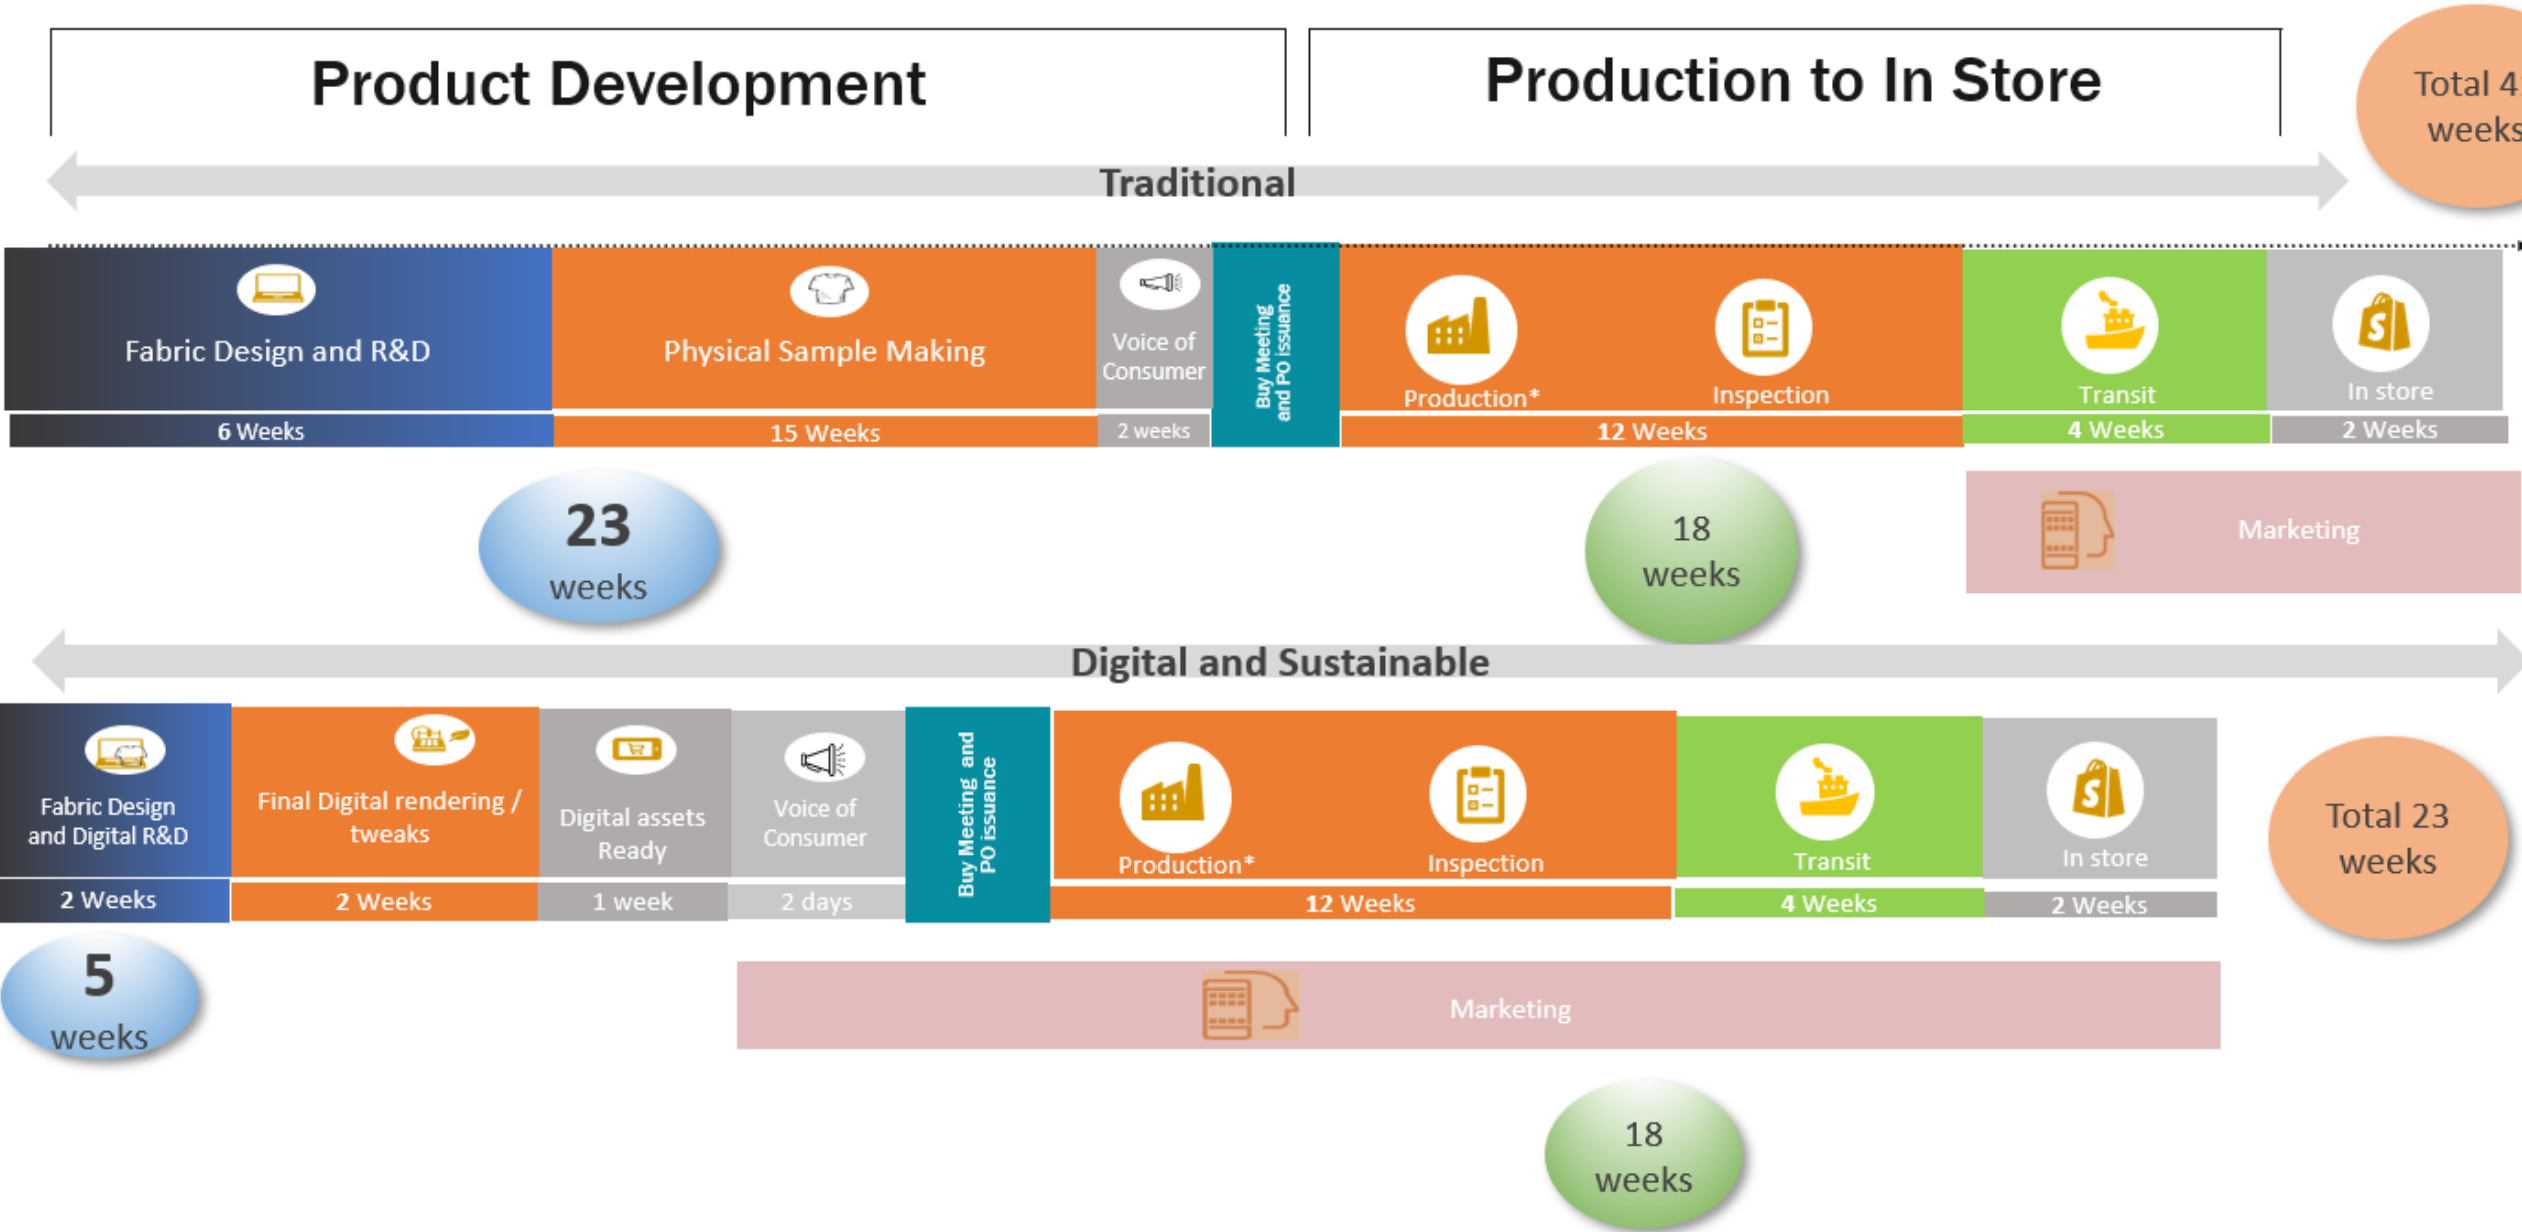 Product Development
Production to In Store
Total 4
weeks
Traditional
Fabric Design and R&D
Physical Sample Making
Voice of
Consumer
Buy Meeting
and PO issuance
Production*
Inspection
Transit
In store
6 Weeks
15 Weeks
2 weeks
12 Weeks
4 Weeks
2 Weeks
23
weeks
18
weeks
Marketing
Digital and Sustainable
Fabric Design
and Digital R&D
Final Digital rendering /
tweaks
Digital assets
Ready
Voice of
Consumer
Buy Meeting and
PO issuance
Production*
Inspection
Transit
In store
Total 23
weeks
2 Weeks
2 Weeks
1 week
2 days
12 Weeks
4 Weeks
2 Weeks
5
weeks
Marketing
18
weeks